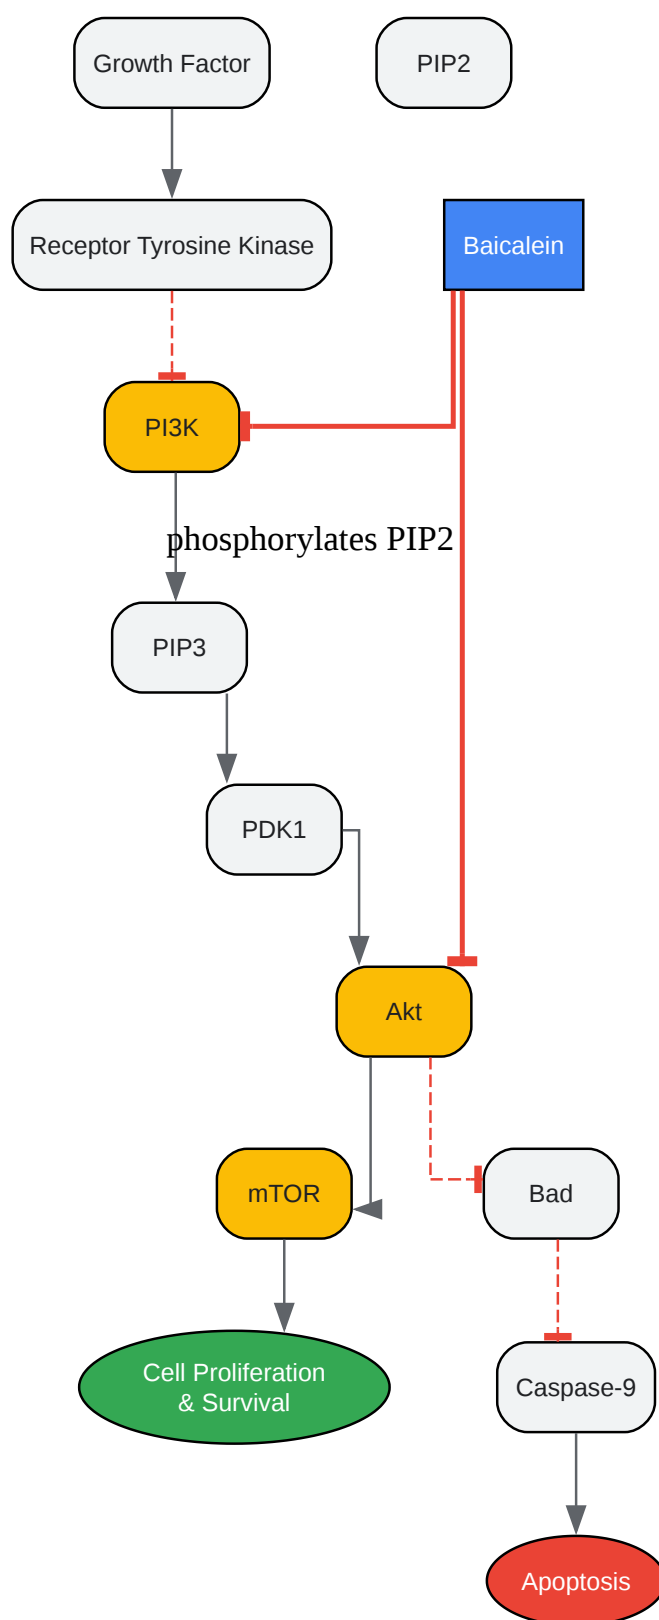 Growth Factor
PIP2
Receptor Tyrosine Kinase
Baicalein
PI3K
phosphorylates PIP2
PIP3
PDK1
Akt
mTOR
Bad
Cell Proliferation
& Survival
Caspase-9
Apoptosis